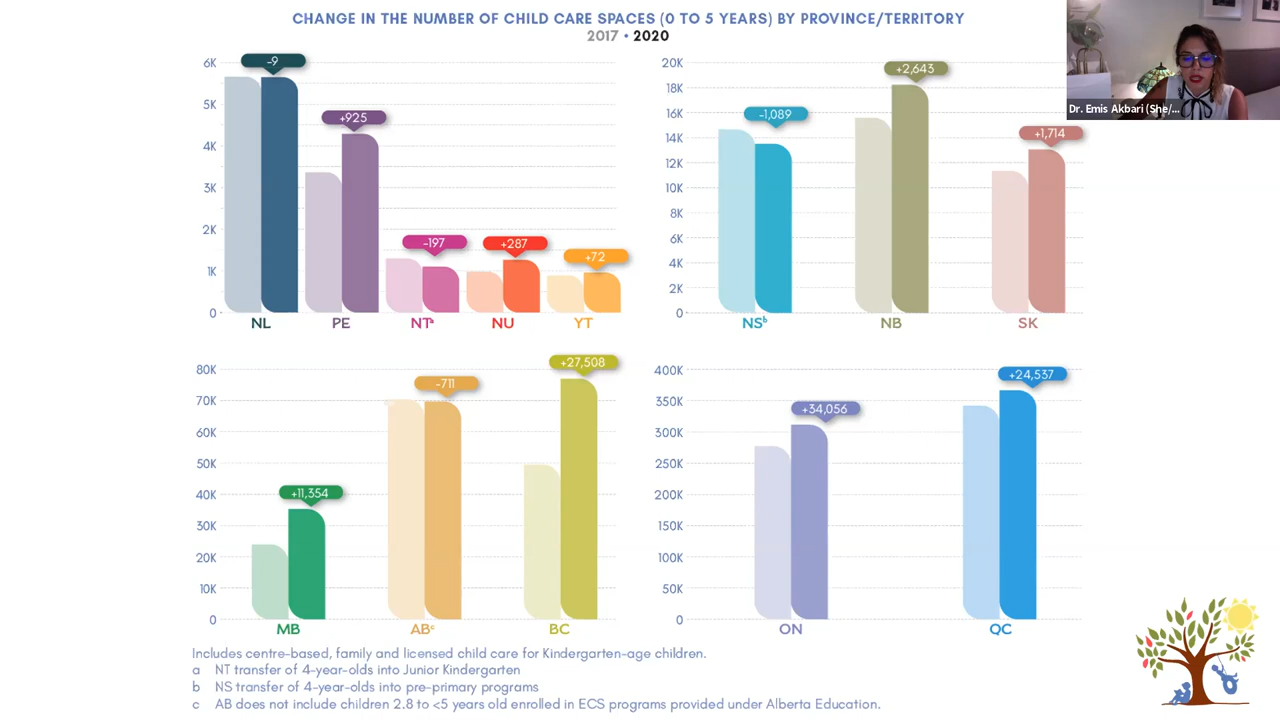 CHANGE IN THE NUMBER OF CHILD CARE SPACES (0 TO 5 YEARS) BY PROVINCE/TERRITORY
2017 • 2020
6K
5K
4K
3K
2K
1K
0
-9
+925
-197
+287
+72
NL
PE
NTa
NU
YT
20K
18K
16K
14K
12K
10K
8K
6K
4K
2K
0
-1,089
+2,643
+1,714
NSb
NB
SK
Dr. Emis Akbari (She/...
80K
70K
60K
50K
40K
30K
20K
10K
0
+11,354
-711
+27,508
MB
ABc
BC
400K
350K
300K
250K
200K
150K
100K
50K
0
+34,056
+24,537
ON
QC
Includes centre-based, family and licensed child care for Kindergarten-age children.
a NT transfer of 4-year-olds into Junior Kindergarten
b NS transfer of 4-year-olds into pre-primary programs
c AB does not include children 2.8 to <5 years old enrolled in ECS programs provided under Alberta Education.